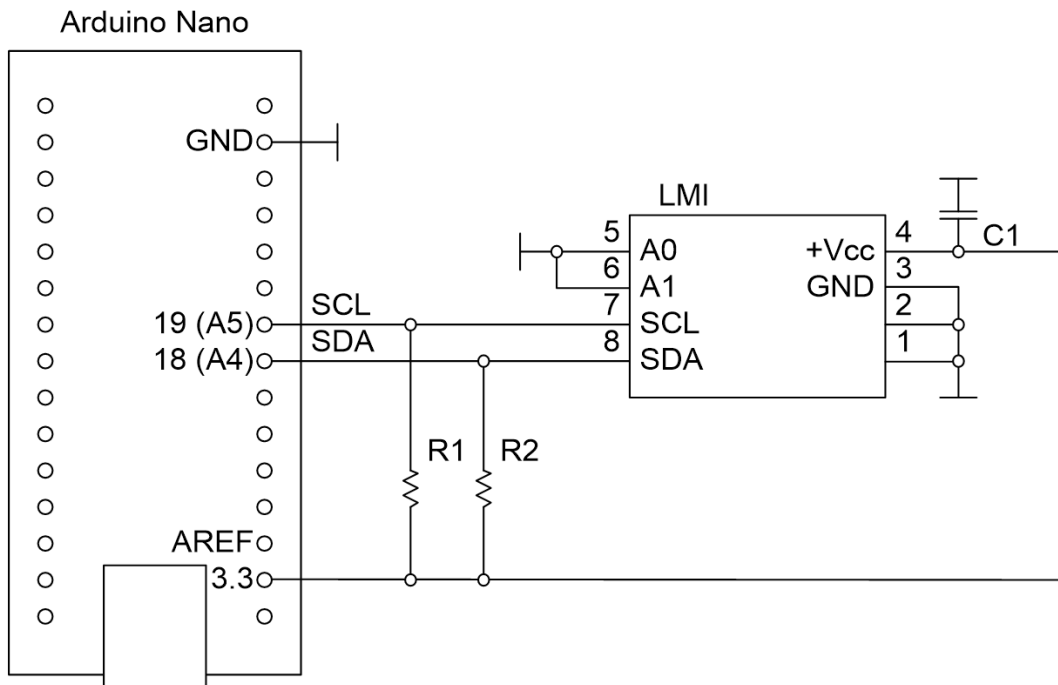 Arduino Nano
GND
19 (A5)
18 (A4)
AREF
3.3
SCL
SDA
R1
R2
LMI
5
6
7
8
A0
A1
SCL
SDA
+Vcc
GND
4
3
2
1
C1